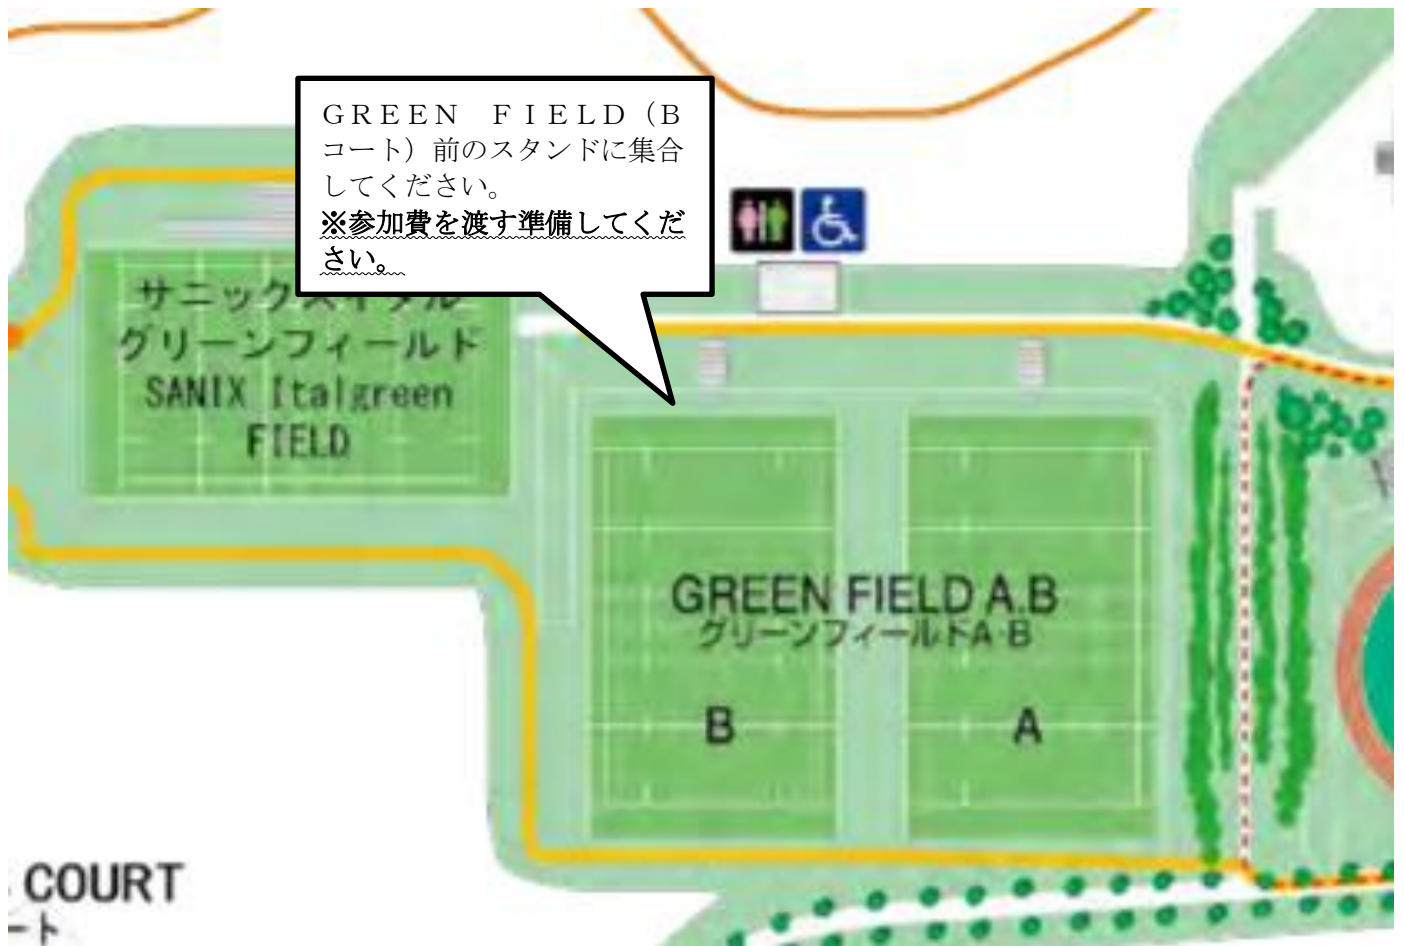 ＧＲＥＥＮ　ＦＩＥＬＤ（Ｂ
コート）前のスタンドに集合
してください。
※参加費を渡す準備してくだ
さい。
サニックス
グリーンフィールド
SANIX Italgreen
FIELD
GREEN FIELD A.B
グリーンフィールドA·B
B
A
COURT
ート